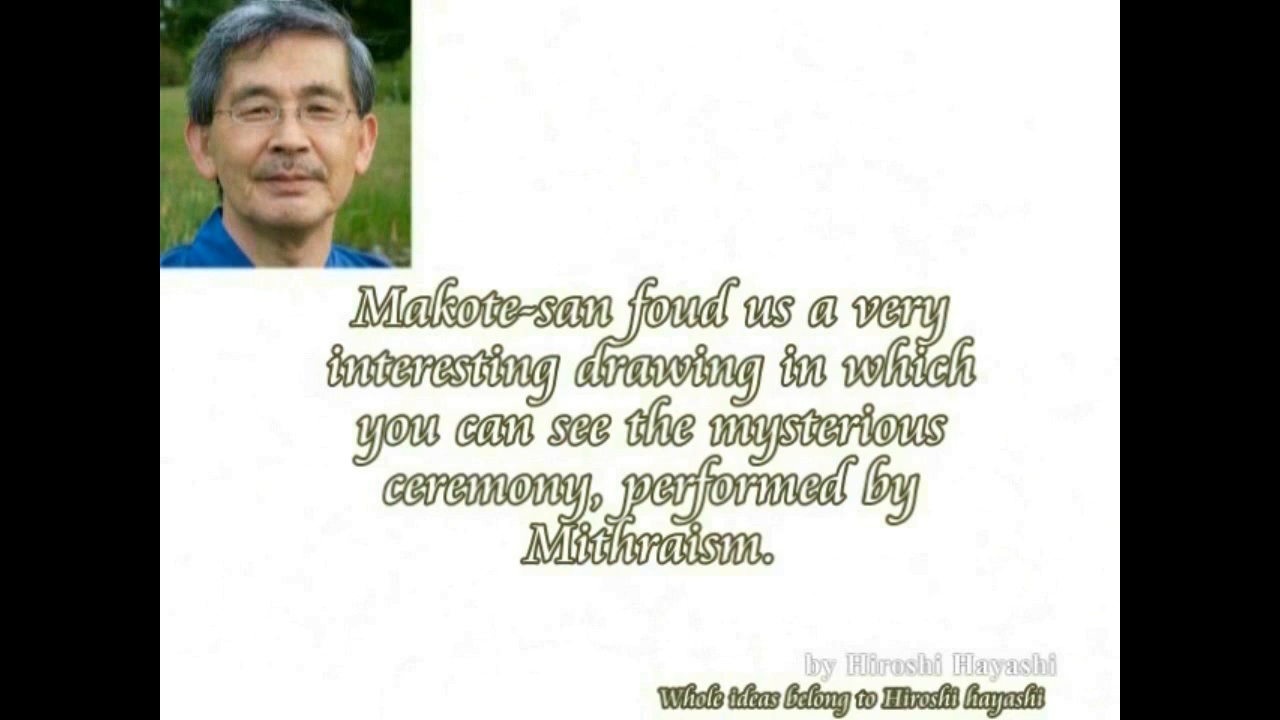 Makote-san foud us a very
interesting drawing in which
you can see the mysterious
ceremony, performed by
Mithraism.
by Hiroshi Hayashi
Whole ideas belong to Hiroshi hayashi